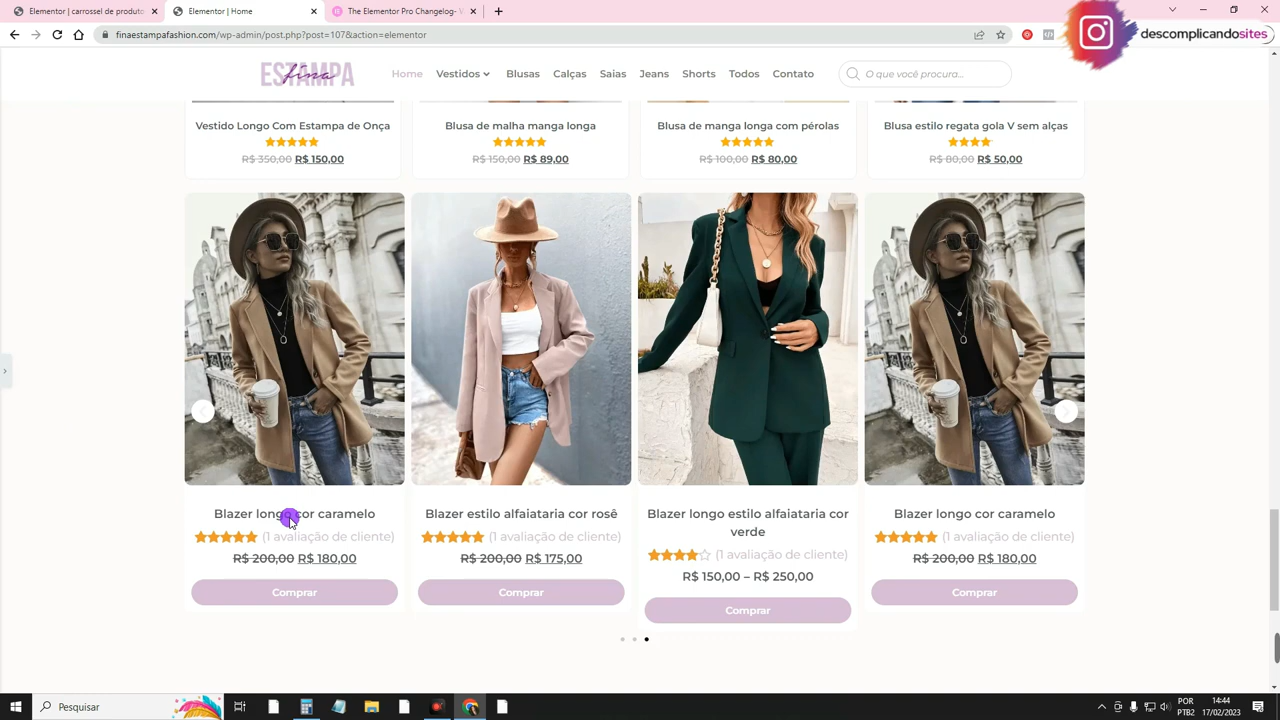 Elementor | carrossel de produto
Elementor | Home
The Elementor Pro Changelog- V
finaestampafashion.com/wp-admin/post.php?post=107&action=elementor
descomplicandosites
ESTAMPA
fina
Home
Vestidos
Blusas
Calças
Saias
Jeans
Shorts
Todos
Contato
O que você procura...
Vestido Longo Com Estampa de Onça
R$ 350,00 R$ 150,00
Blusa de malha manga longa
R$ 150,00 R$ 89,00
Blusa de manga longa com pérolas
R$ 100,00 R$ 80,00
Blusa estilo regata gola V sem alças
R$ 80,00 R$ 50,00
Blazer longo cor caramelo
(1 avaliação de cliente)
R$ 200,00 R$ 180,00
Comprar
Blazer estilo alfaiataria cor rosê
(1 avaliação de cliente)
R$ 200,00 R$ 175,00
Comprar
Blazer longo estilo alfaiataria cor
verde
(1 avaliação de cliente)
R$ 150,00 – R$ 250,00
Comprar
Blazer longo cor caramelo
(1 avaliação de cliente)
R$ 200,00 R$ 180,00
Comprar
Pesquisar
POR
PTB2
14:44
17/02/2023